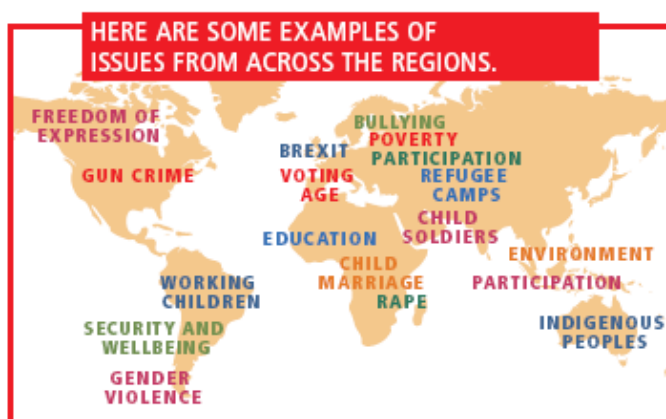 HERE ARE SOME EXAMPLES OF
ISSUES FROM ACROSS THE REGIONS.
FREEDOM OF
EXPRESSION
GUN CRIME
BULLYING
POVERTY
PARTICIPATION
BREXIT
VOTING
AGE
REFUGEE
CAMPS
CHILD
SOLDIERS
EDUCATION
CHILD
MARRIAGE
RAPE
ENVIRONMENT
PARTICIPATION
WORKING
CHILDREN
SECURITY AND
WELLBEING
GENDER
VIOLENCE
INDIGENOUS
PEOPLES